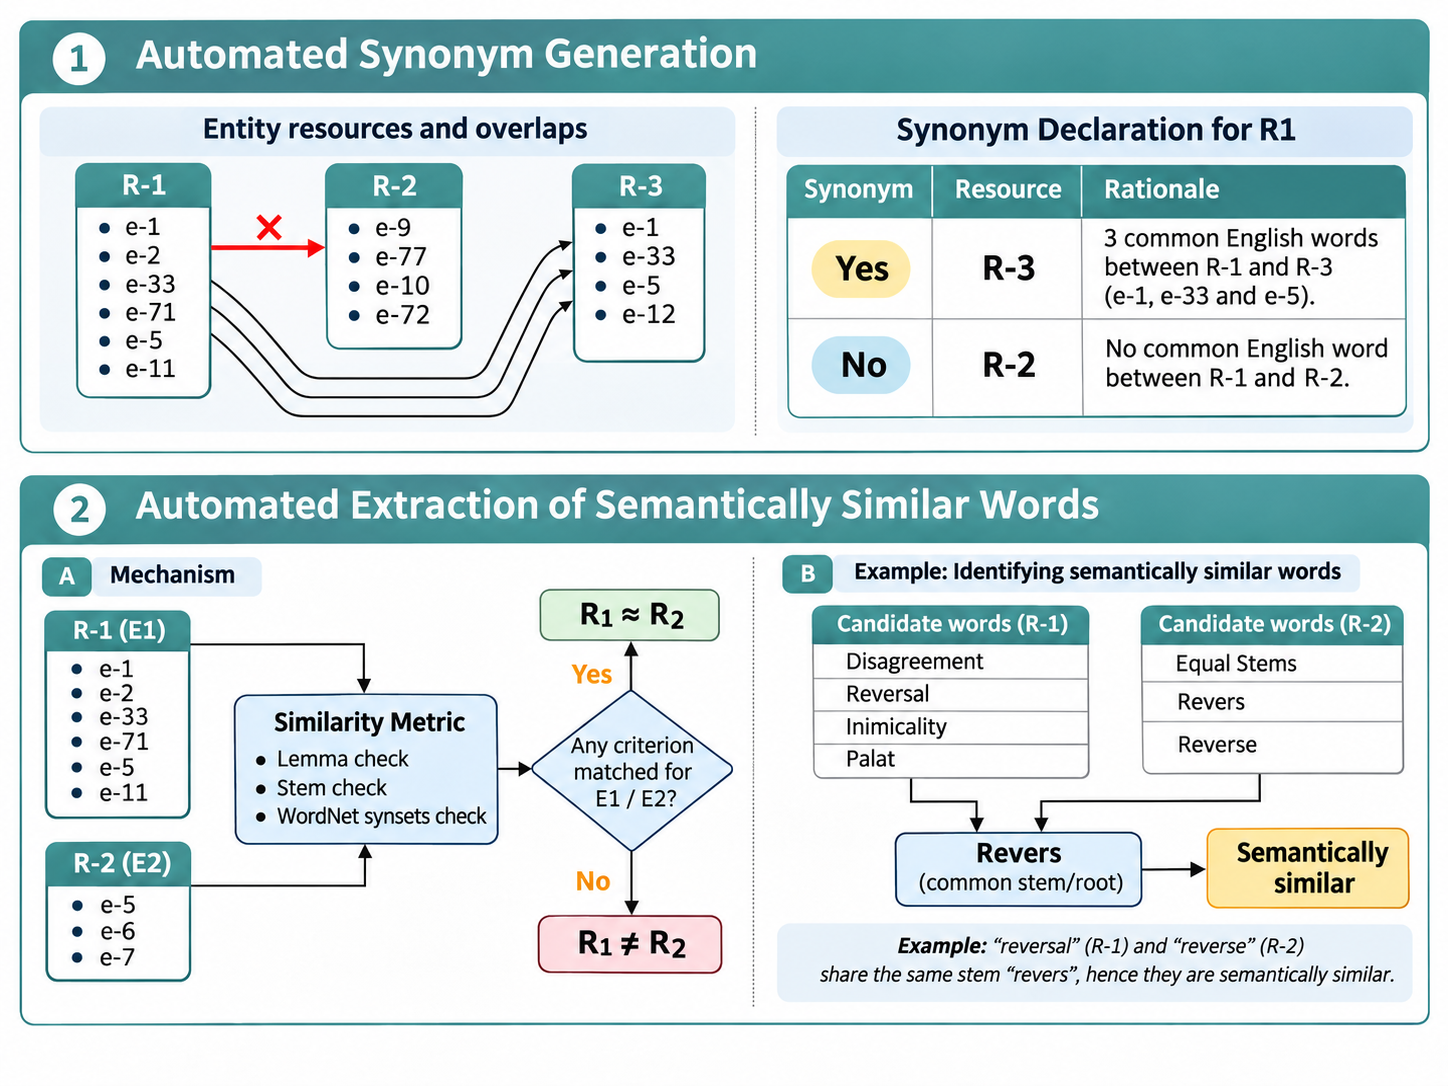 1 Automated Synonym Generation
Entity resources and overlaps
R-1
• e-1
• e-2
• e-33
• e-71
• e-5
• e-11
R-2
• e-9
• e-77
• e-10
• e-72
R-3
• e-1
• e-33
• e-5
• e-12
Synonym Declaration for R1
Synonym Resource Rationale
Yes R-3 3 common English words
between R-1 and R-3
(e-1, e-33 and e-5).
No R-2 No common English word
between R-1 and R-2.
2 Automated Extraction of Semantically Similar Words
A Mechanism
R-1 (E1)
• e-1
• e-2
• e-33
• e-71
• e-5
• e-11
R-2 (E2)
• e-5
• e-6
• e-7
Similarity Metric
• Lemma check
• Stem check
• WordNet synsets check
Any criterion
matched for
E1 / E2?
Yes
R1 ≈ R2
No
R1 ≠ R2
B Example: Identifying semantically similar words
Candidate words (R-1)
Disagreement
Reversal
Inimicality
Palat
Candidate words (R-2)
Equal Stems
Revers
Reverse
Revers
(common stem/root)
Semantically
similar
Example: “reversal” (R-1) and “reverse” (R-2)
share the same stem “revers”, hence they are semantically similar.